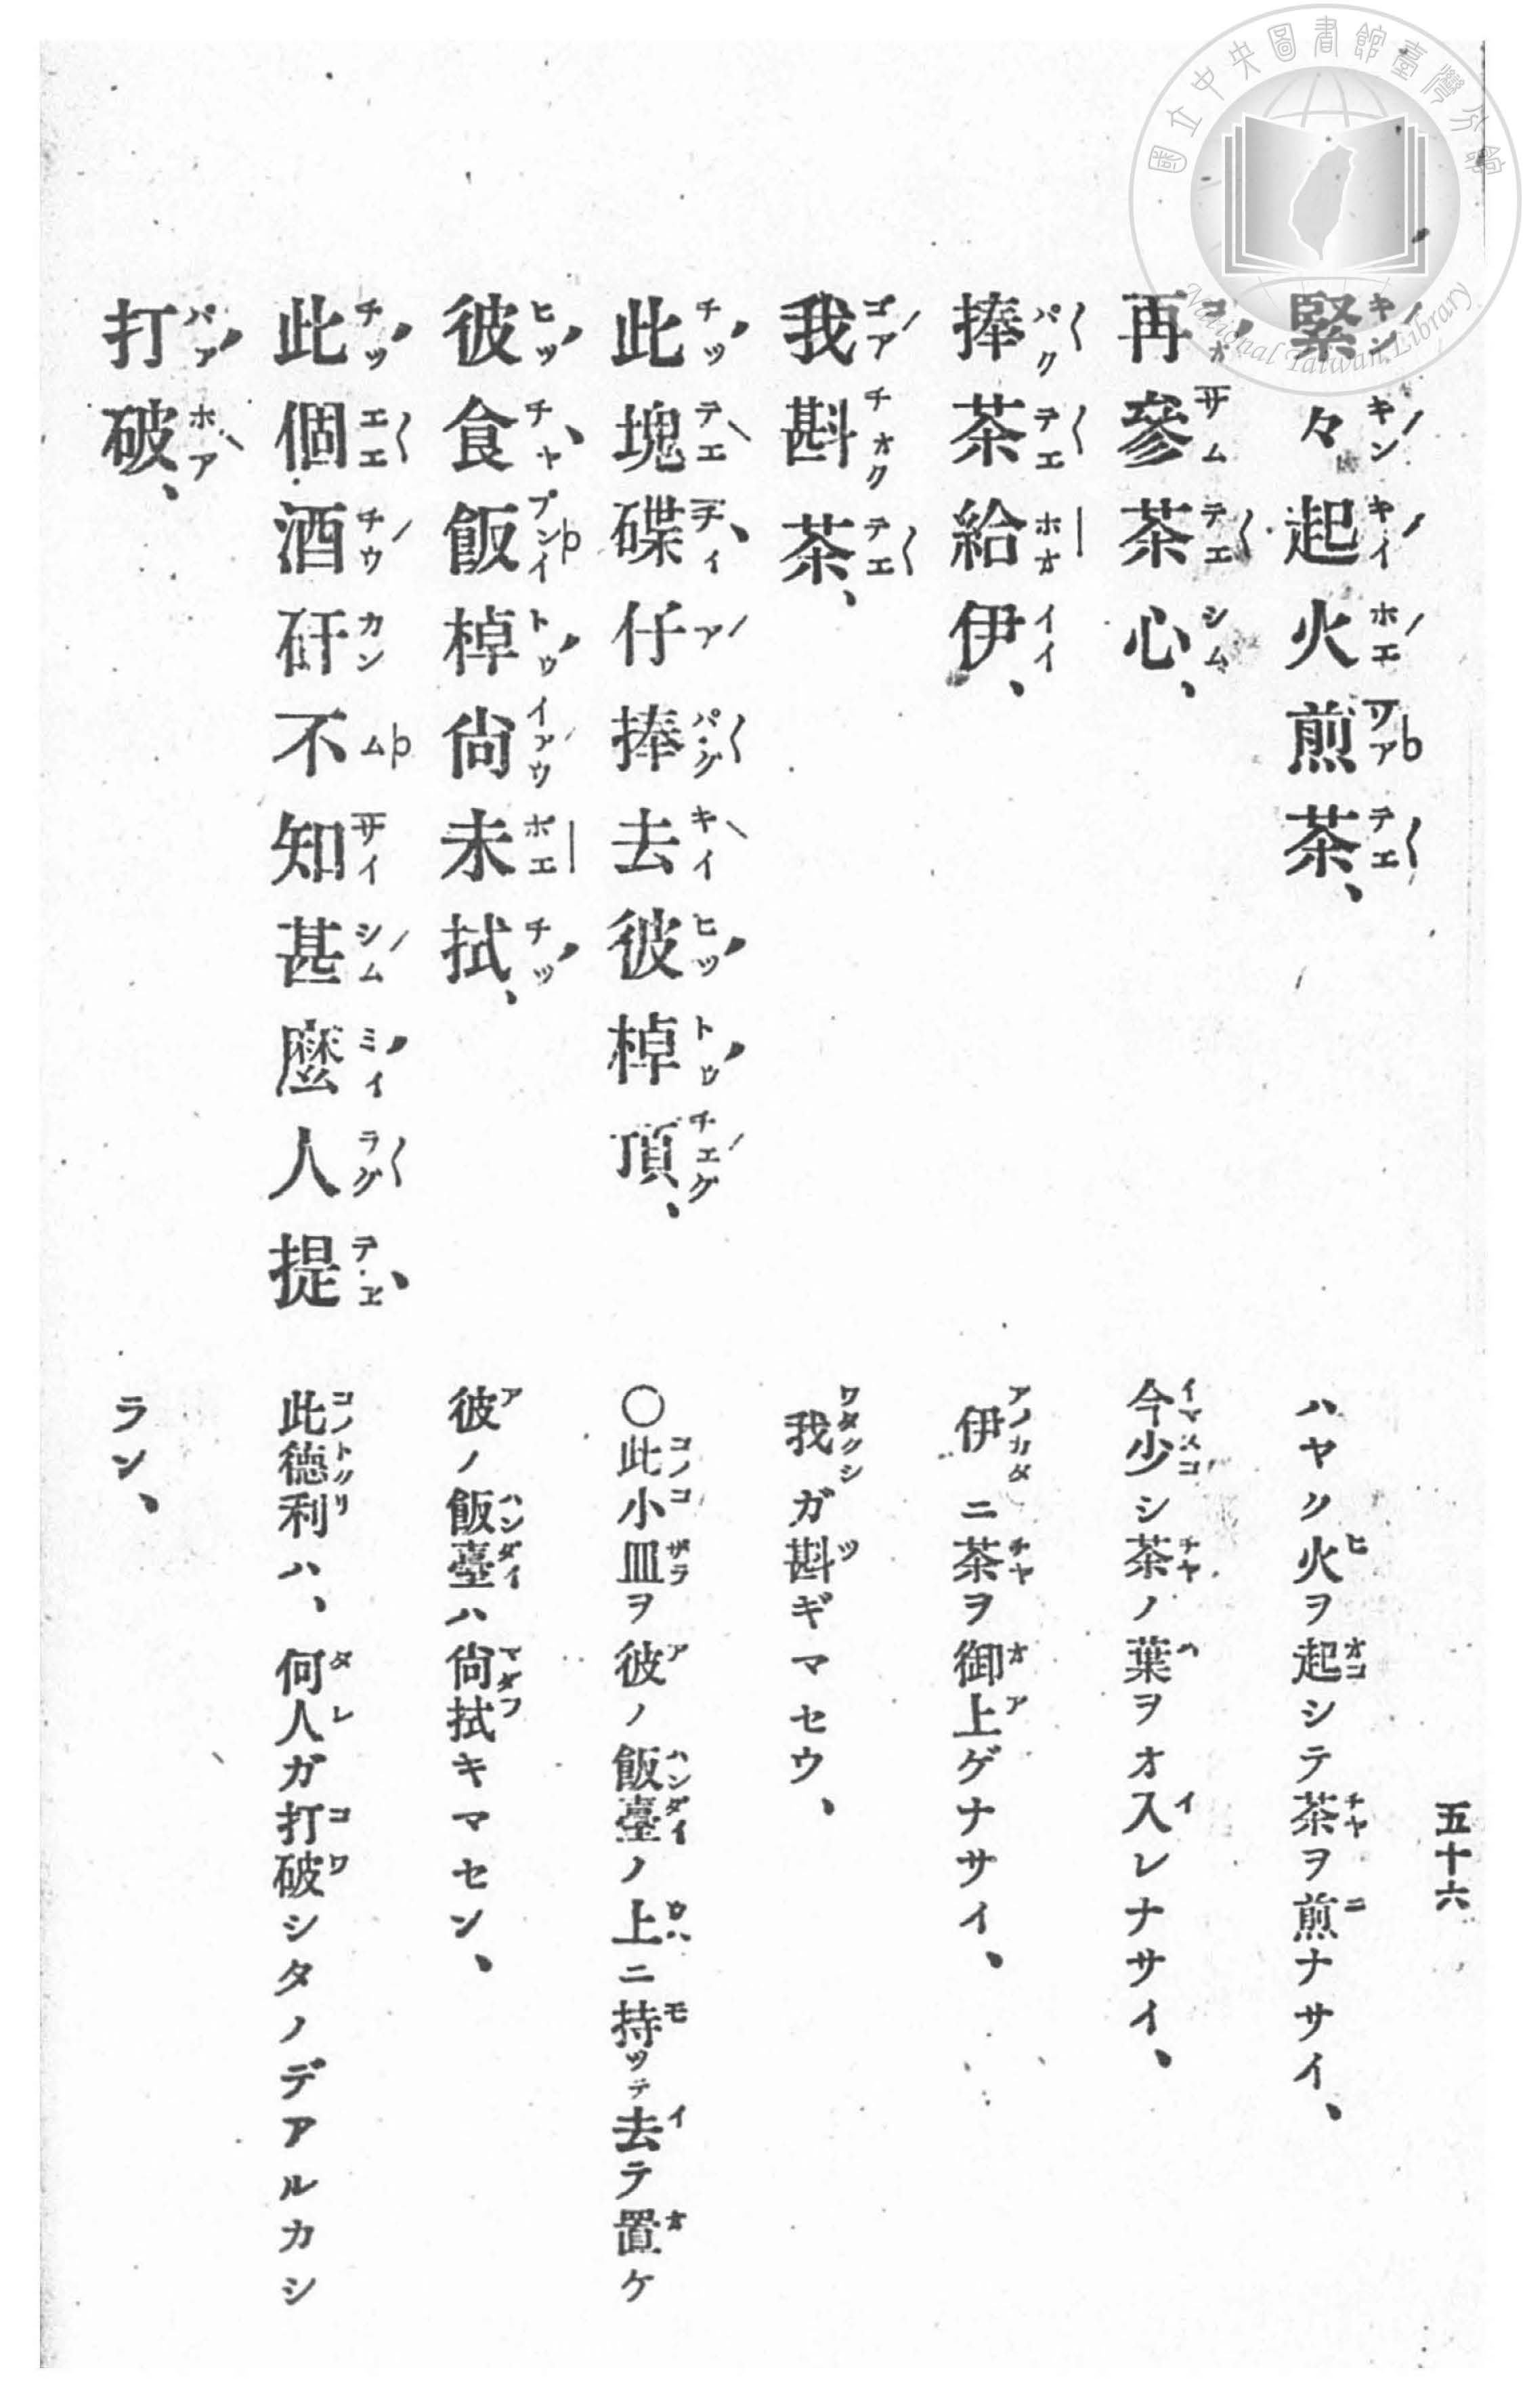 緊々起火煎茶、
ハヤク火ヲ起シテ茶ヲ煎ナサイ、
再參茶心、
今少シ茶ノ葉ヲオ入レナサイ、
捧茶給伊、
伊ニ茶ヲ御上ゲナサイ、
我斟茶、
我ガ斟ギマセウ、
此塊碟仔捧去彼棹頂、
〇此小皿ヲ彼ノ飯臺ノ上ニ持ッテ去テ置ケ
彼食飯棹尙未拭、
彼ノ飯臺ハ尙拭キマセン、
此個酒矸不知甚麼人提
打破、
此德利ハ、何人ガ打破シタノデアルカシ
ラン、
五十六
國立中央圖書館臺灣分館
National Taiwan Library